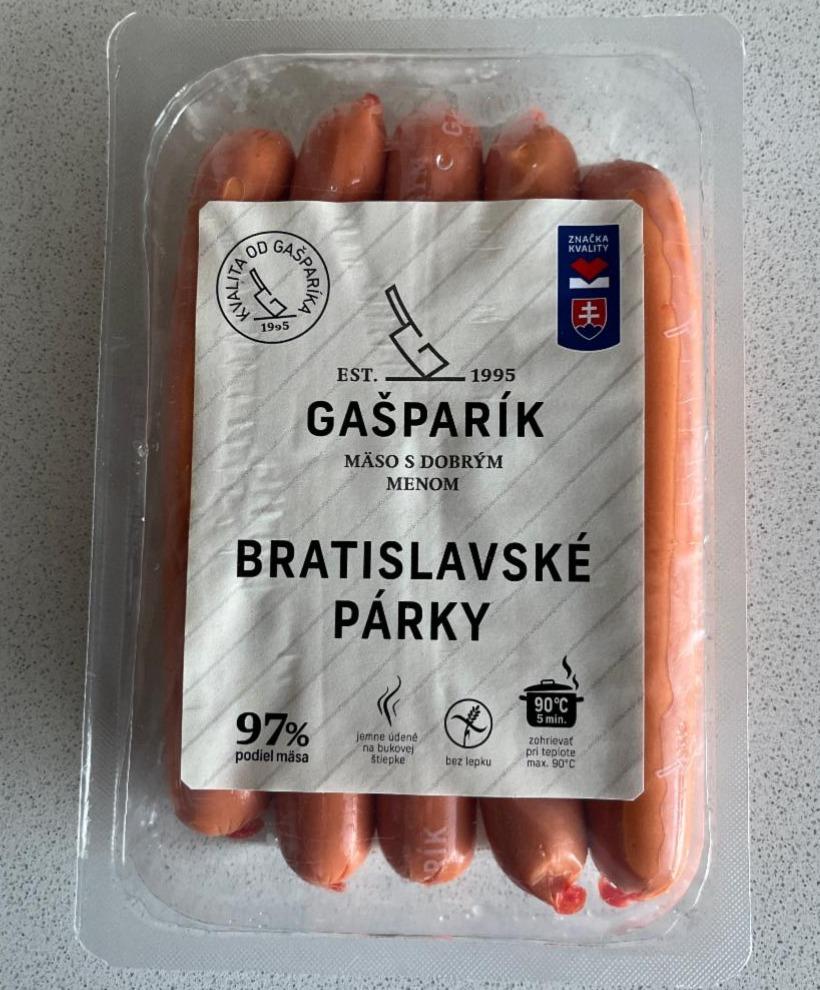 KVALITA OD GAŠPARÍKA
1995
ZNAČKA
KVALITY
EST. 1995
GAŠPARÍK
MÄSO S DOBRÝM
MENOM
BRATISLAVSKÉ
PÁRKY
97%
podiel mäsa
jemne údené
na bukovej
štiepke
bez lepku
90°C
5 min.
zohrievať
pri teplote
max. 90°C